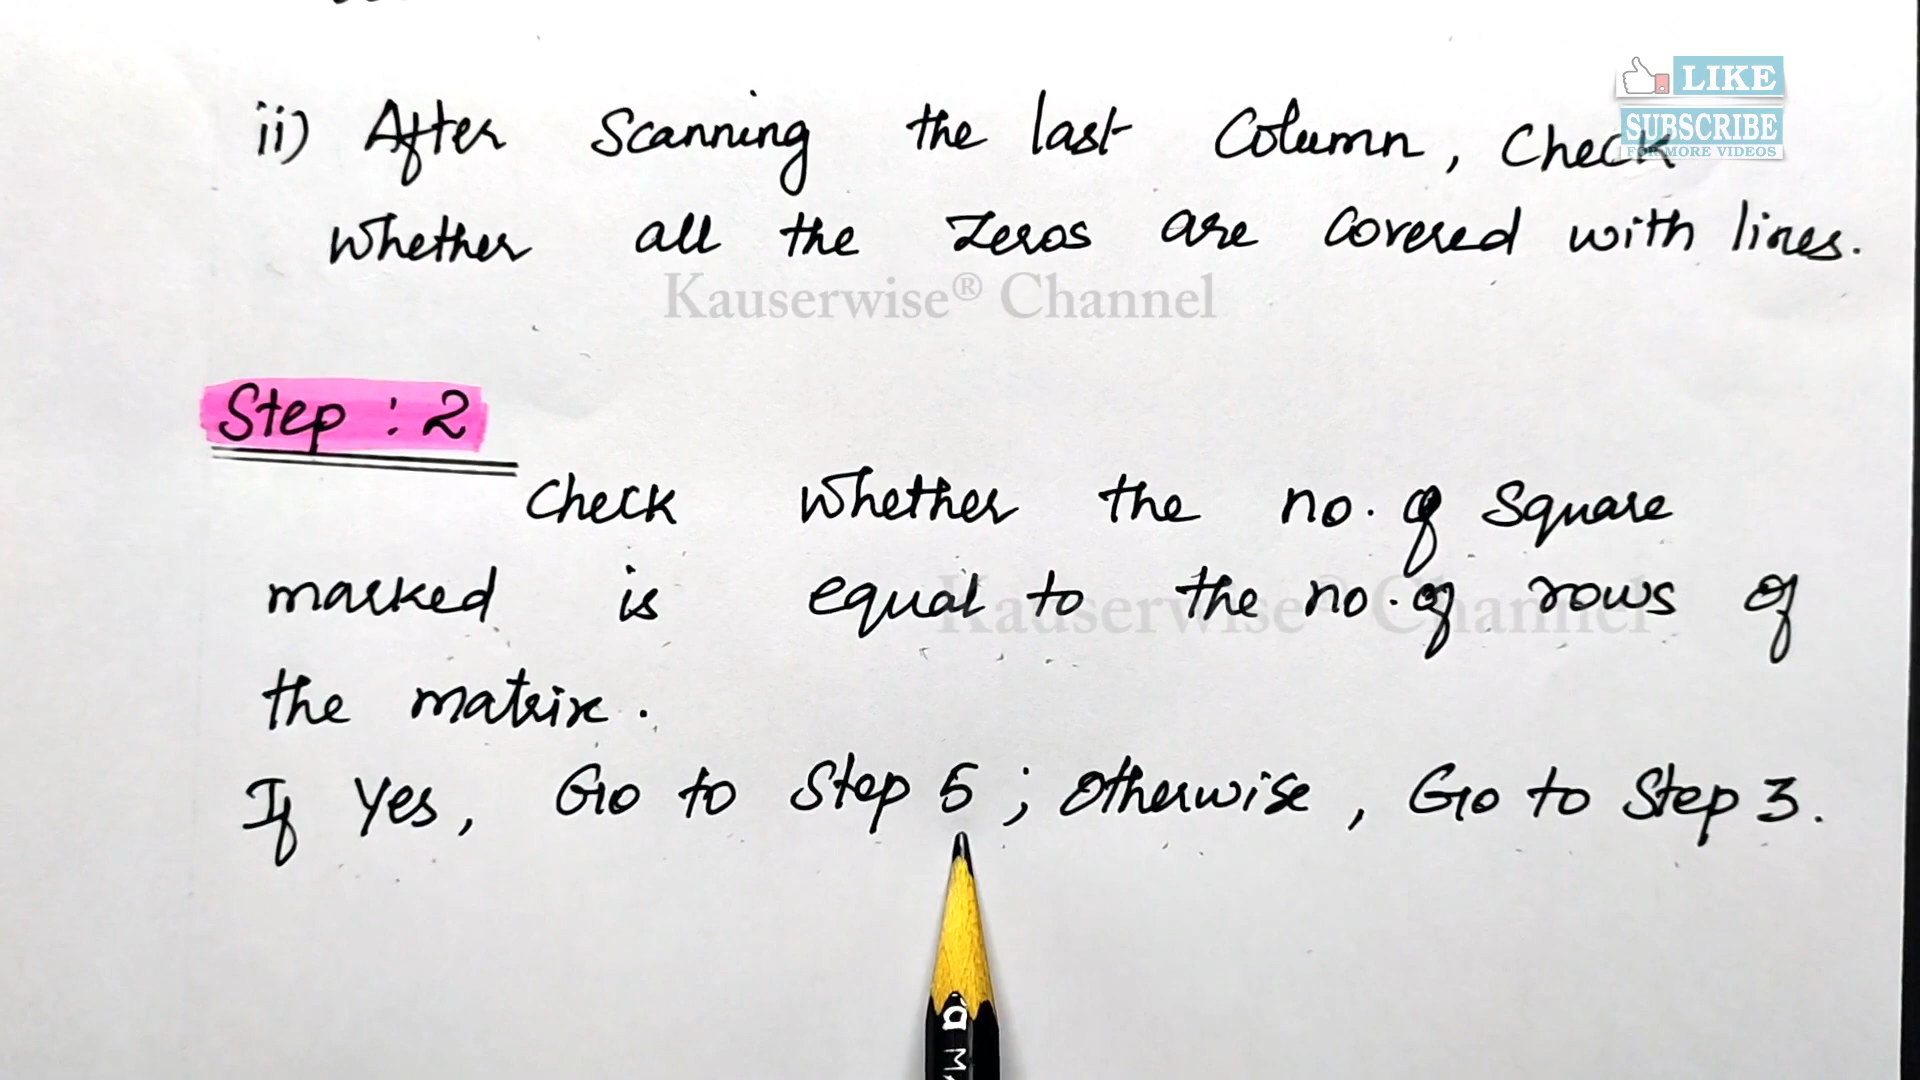 LIKE
SUBSCRIBE
FOR MORE VIDEOS
ii) After Scanning the last Column, Check
whether all the zeros are covered with lines.
Kauserwise® Channel
Step : 2
Check whether the no. of Square
marked is equal to the no. of rows of
Kauserwise® Channel
the matrix.
If Yes, Go to Step 5 ; Otherwise, Go to Step 3.
a